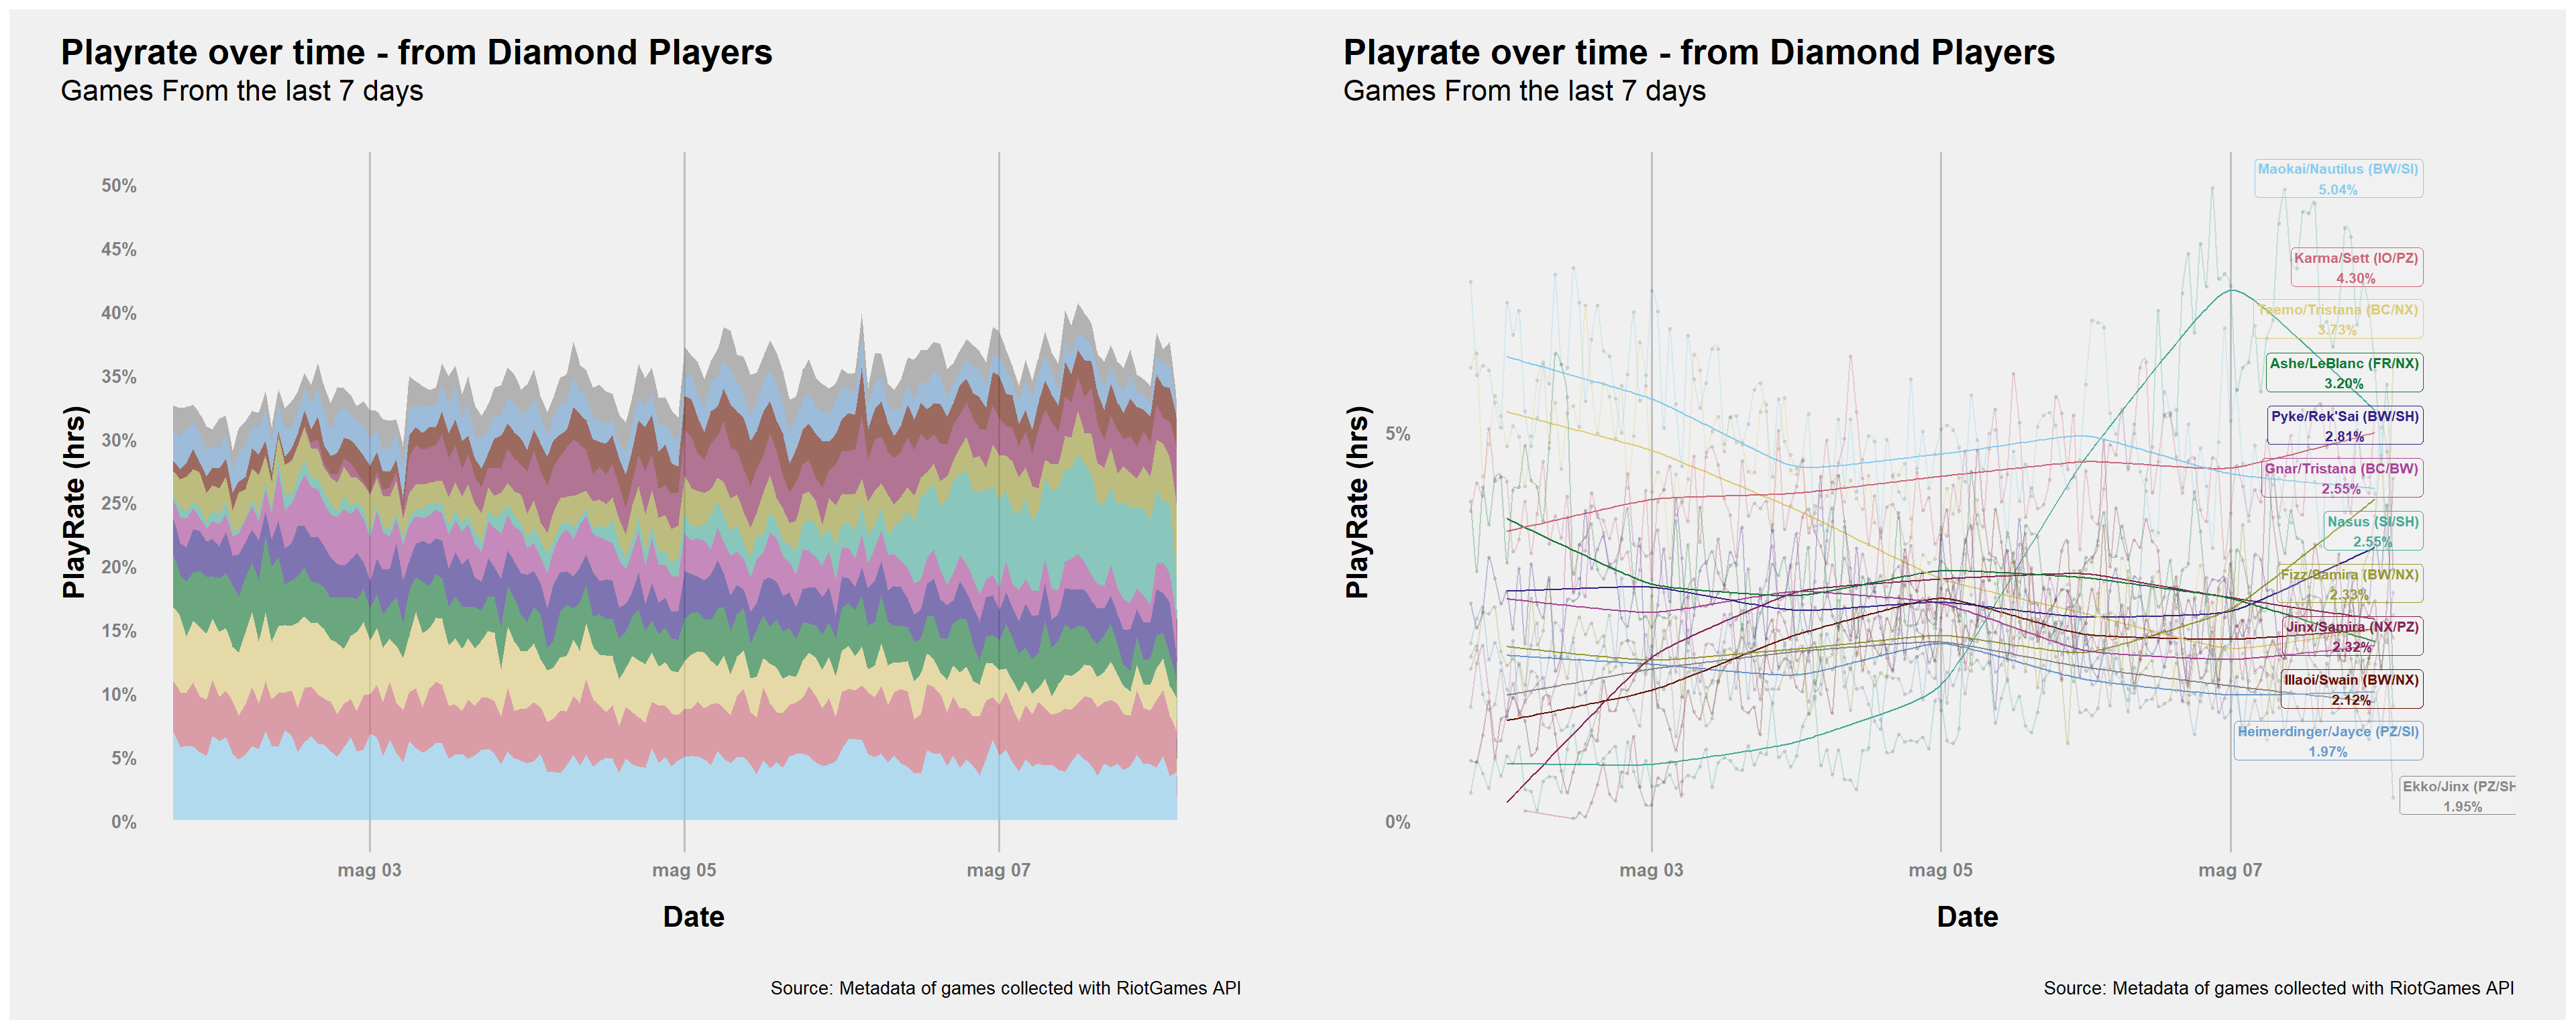 Playrate over time - from Diamond Players
Games From the last 7 days
PlayRate (hrs)
50%
45%
40%
35%
30%
25%
20%
15%
10%
5%
0%
mag 03
mag 05
mag 07
Date
Source: Metadata of games collected with RiotGames API
Playrate over time - from Diamond Players
Games From the last 7 days
PlayRate (hrs)
5%
0%
Maokai/Nautilus (BW/SI)
5.04%
Karma/Sett (IO/PZ)
4.30%
Teemo/Tristana (BC/NX)
3.73%
Ashe/LeBlanc (FR/NX)
3.20%
Pyke/Rek'Sai (BW/SH)
2.81%
Gnar/Tristana (BC/BW)
2.55%
Nasus (SI/SH)
2.55%
Fizz/Samira (BW/NX)
2.33%
Jinx/Samira (NX/PZ)
2.32%
Illaoi/Swain (BW/NX)
2.12%
Heimerdinger/Jayce (PZ/SI)
1.97%
Ekko/Jinx (PZ/SH
1.95%
mag 03
mag 05
mag 07
Date
Source: Metadata of games collected with RiotGames API